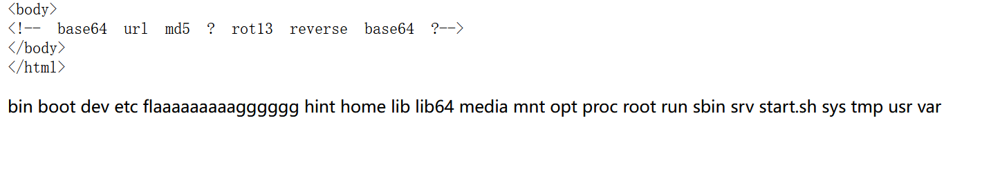 <body>
<!--  base64  url  md5  ?  rot13  reverse  base64  ?-->
</body>
</html>
bin boot dev etc flaaaaaaaaagggggg hint home lib lib64 media mnt opt proc root run sbin srv start.sh sys tmp usr var